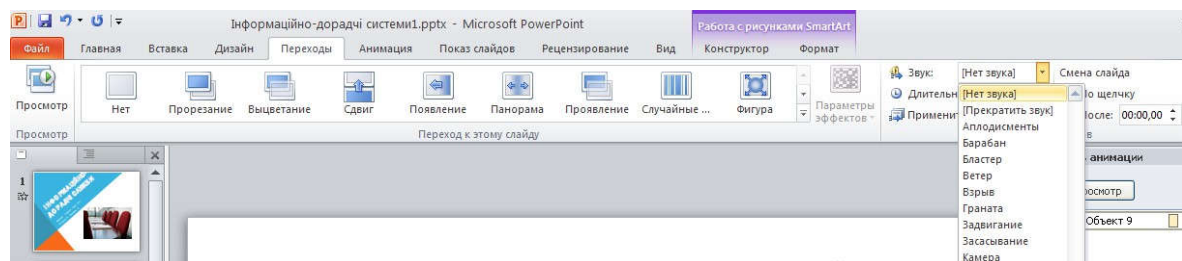 Інформаційно-дорадчі системи1.pptx - Microsoft PowerPoint
Работа с рисунками SmartArt
Файл Главная Вставка Дизайн Переходы Анимация Показ слайдов Рецензирование Вид Конструктор Формат
Просмотр
Нет Прорезание Выцветание Сдвиг Появление Панорама Проявление Случайные ... Фигура
Параметры
эффектов
Звук: [Нет звука] Смена слайда
Длительн
Примени
После: 00:00,00
Просмотр Переход к этому слайду
[Нет звука]
[Прекратить звук]
Аплодисменты
Барабан
Бластер
Ветер
Взрыв
Граната
Задвигание
Засасывание
Камера
щелчку
анимации
Объект 9
1